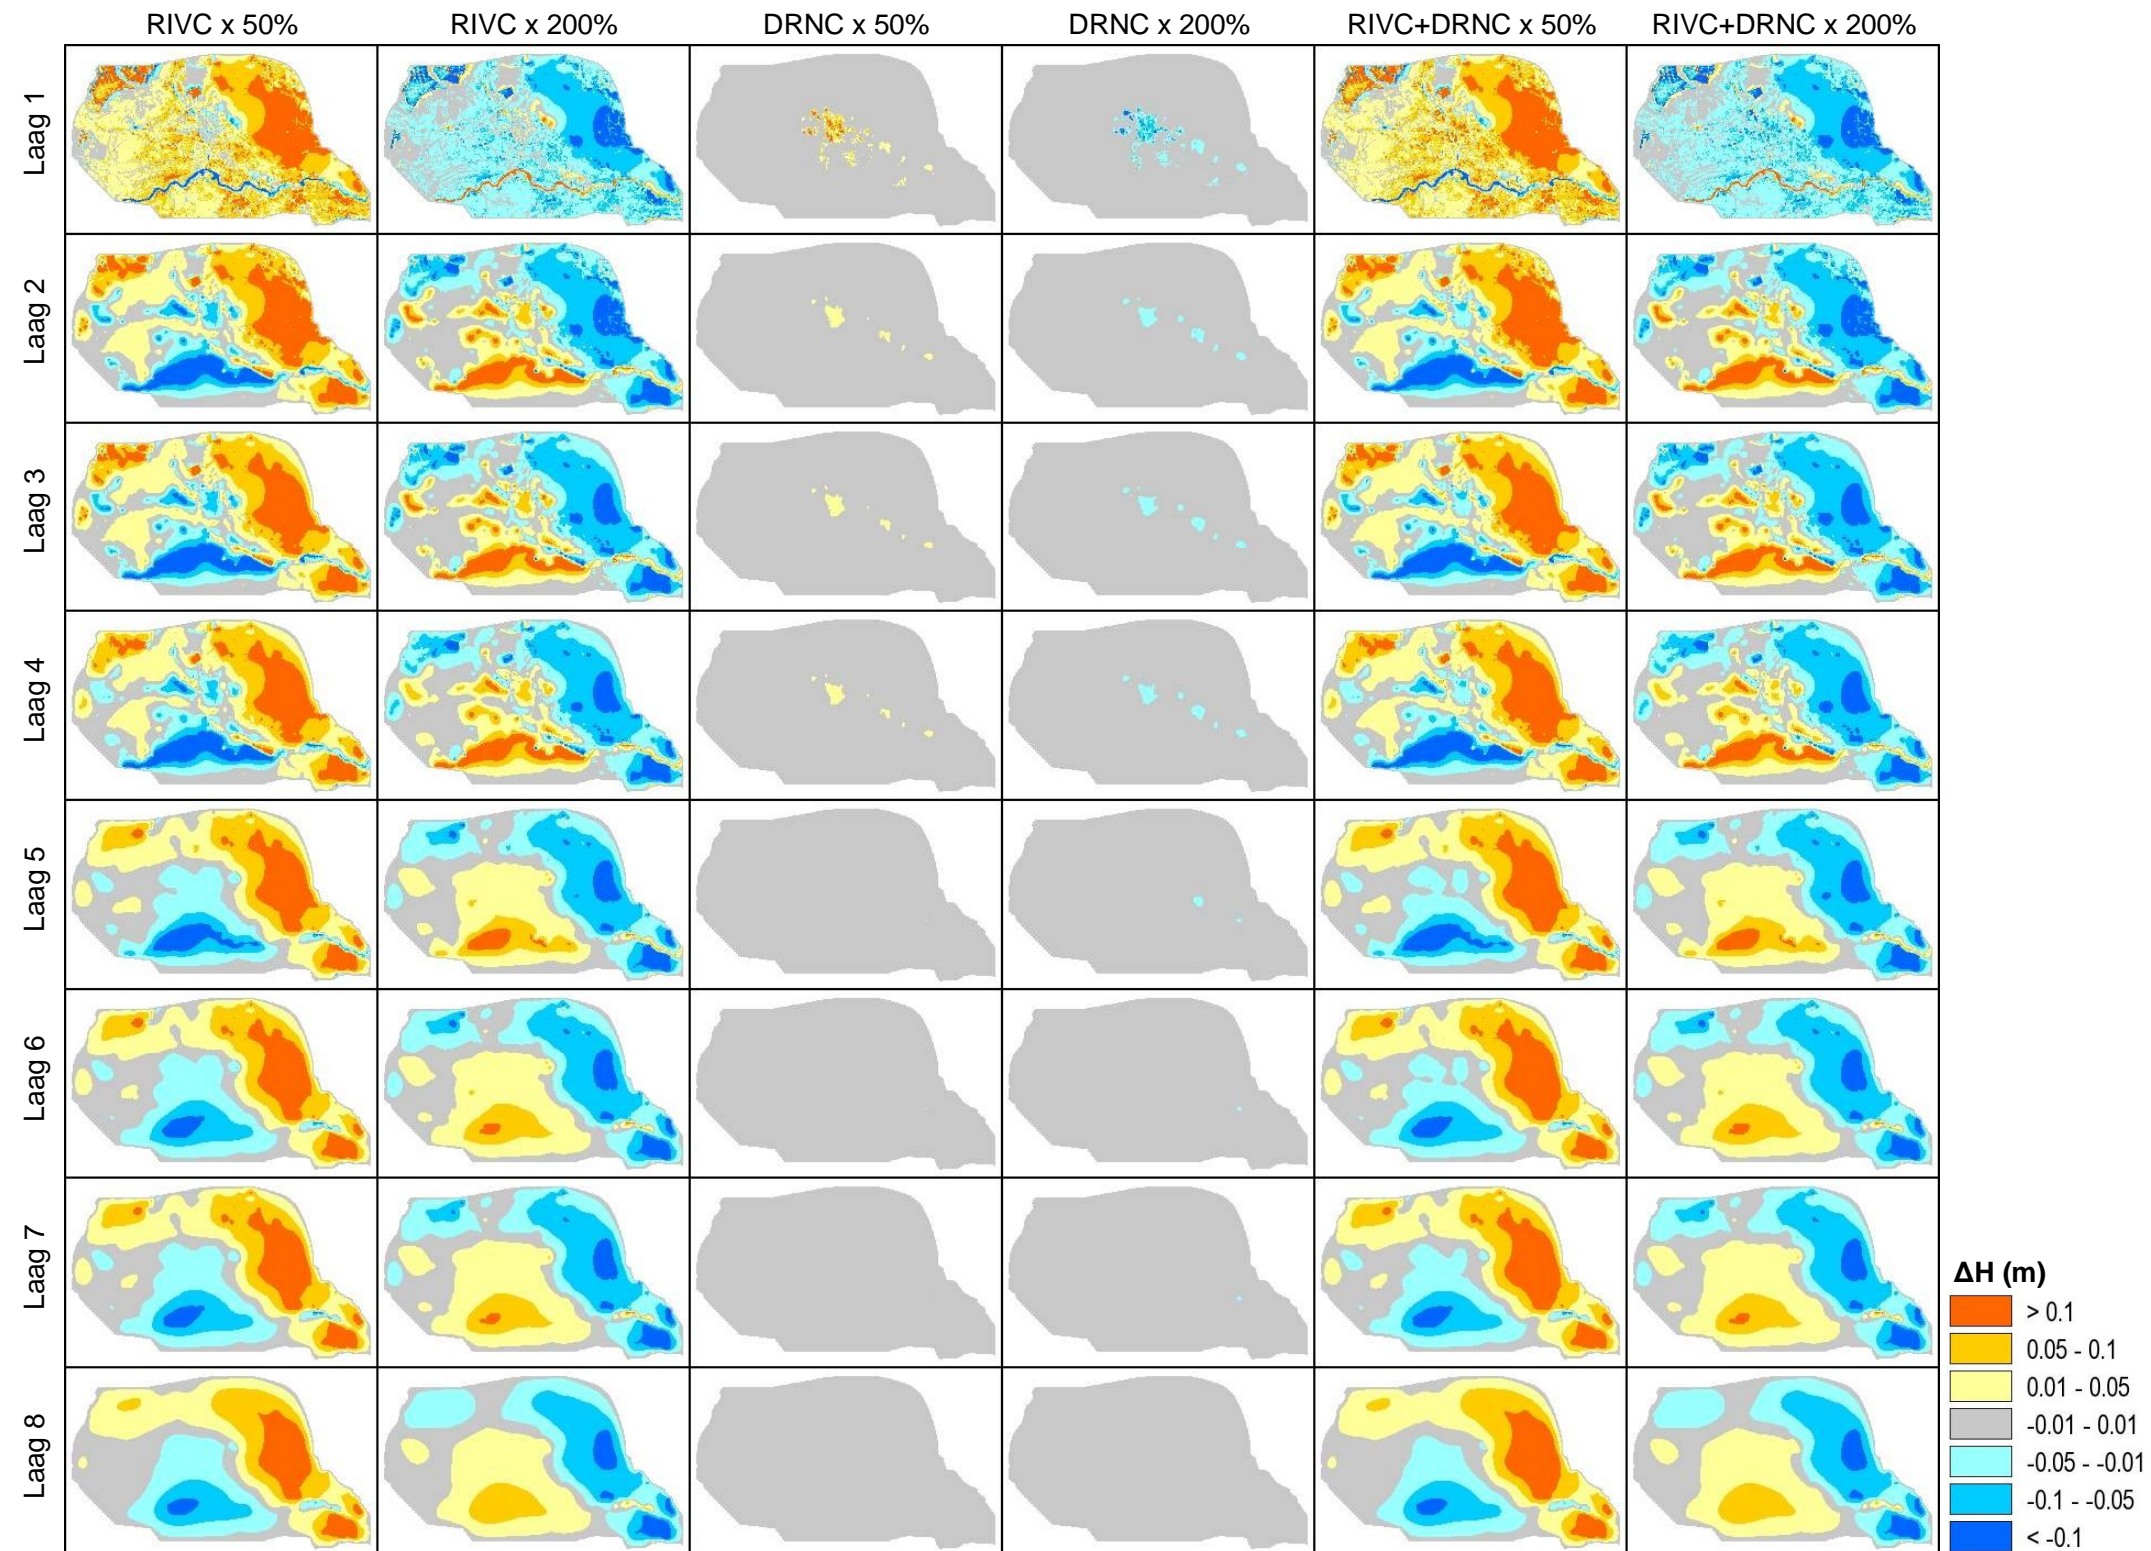 RIVC x 50% RIVC x 200% DRNC x 50% DRNC x 200% RIVC+DRNC x 50% RIVC+DRNC x 200%
Laag 1
Laag 2
Laag 3
Laag 4
Laag 5
Laag 6
Laag 7
Laag 8
ΔH (m)
> 0.1
0.05 - 0.1
0.01 - 0.05
-0.01 - 0.01
-0.05 - -0.01
-0.1 - -0.05
< -0.1